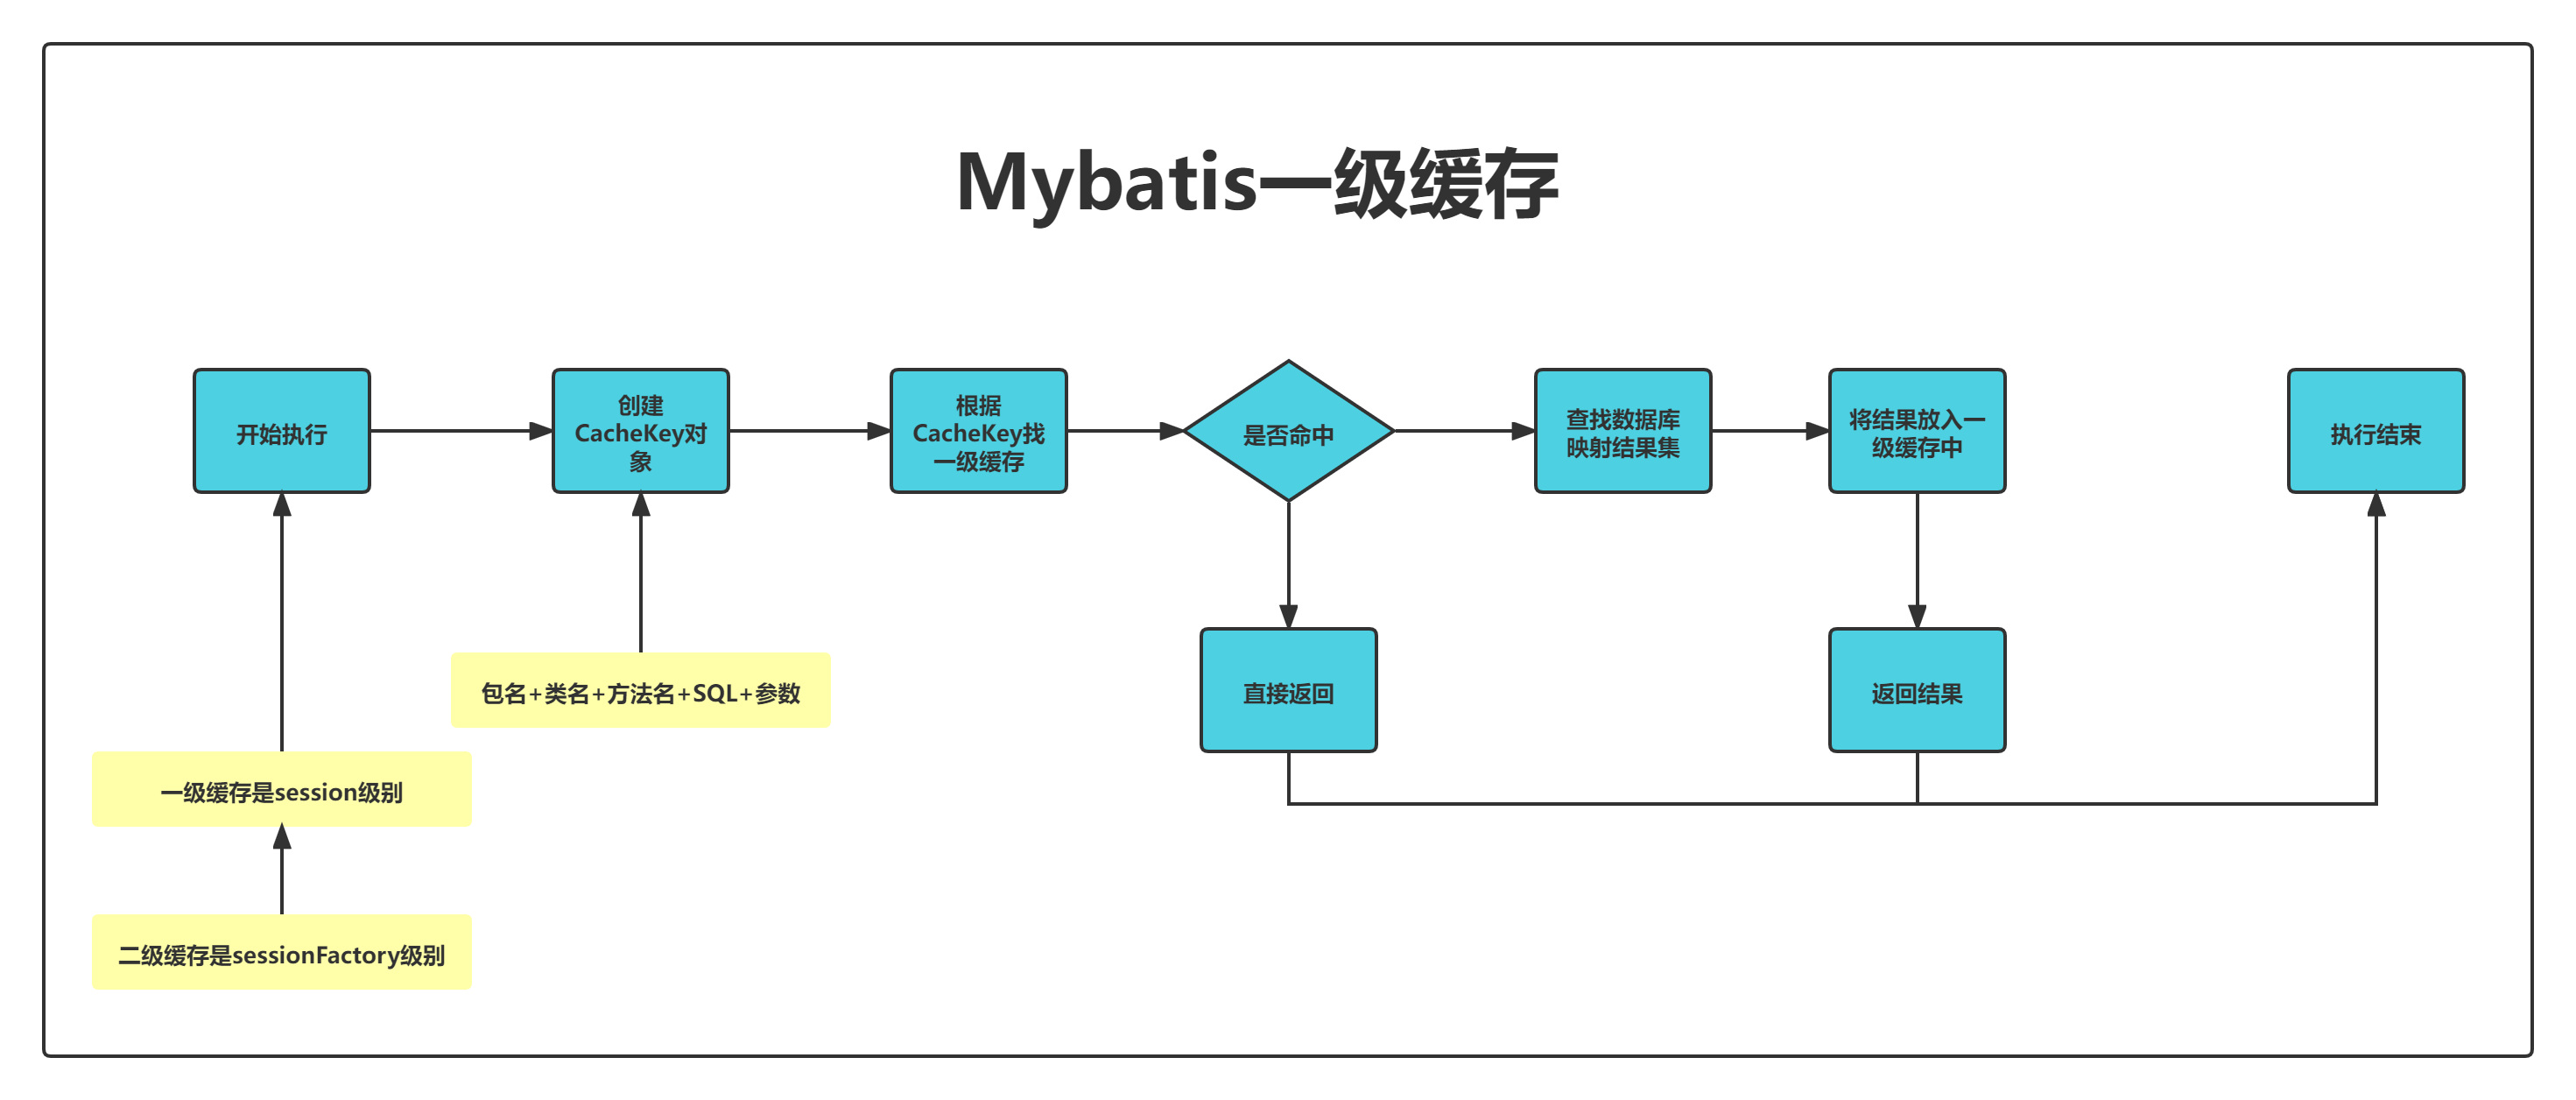 Mybatis一级缓存
开始执行
创建
CacheKey对
象
根据
CacheKey找
一级缓存
是否命中
查找数据库
映射结果集
将结果放入一
级缓存中
执行结束
包名+类名+方法名+SQL+参数
直接返回
返回结果
一级缓存是session级别
二级缓存是sessionFactory级别